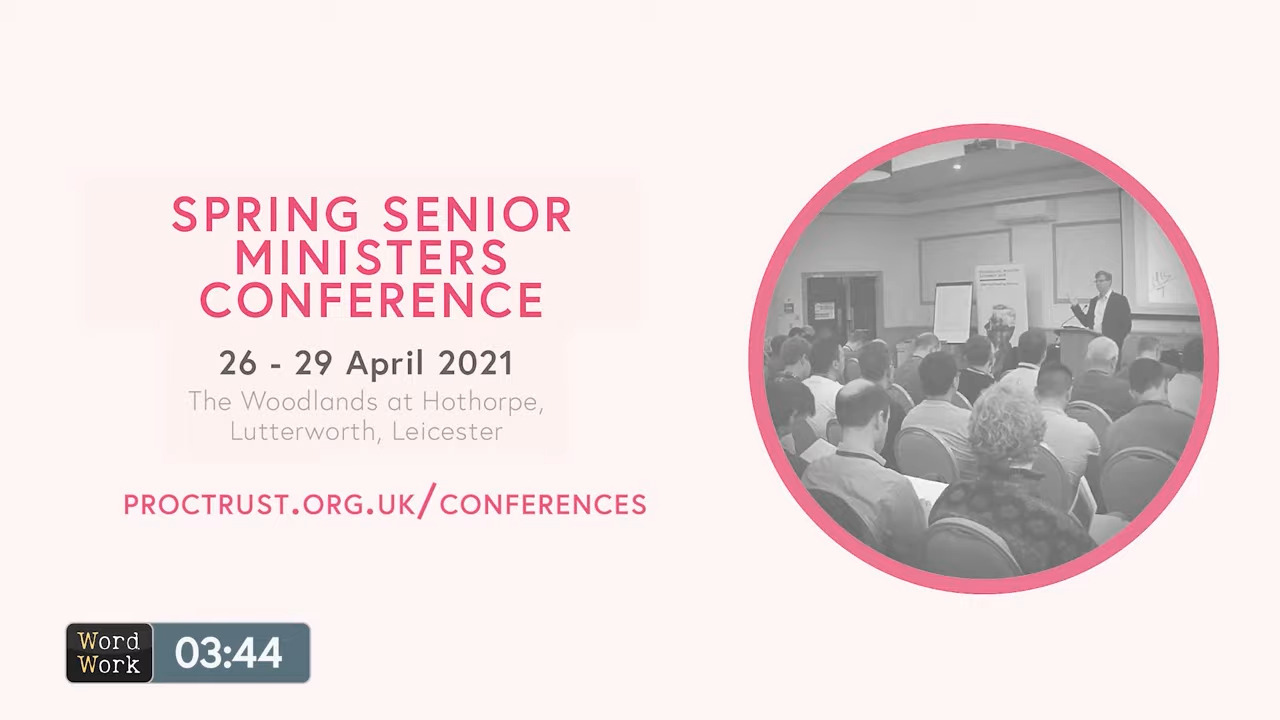 SPRING SENIOR
MINISTERS
CONFERENCE
26 - 29 April 2021
The Woodlands at Hothorpe,
Lutterworth, Leicester
PROCTRUST.ORG.UK/CONFERENCES
Word
Work
03:44